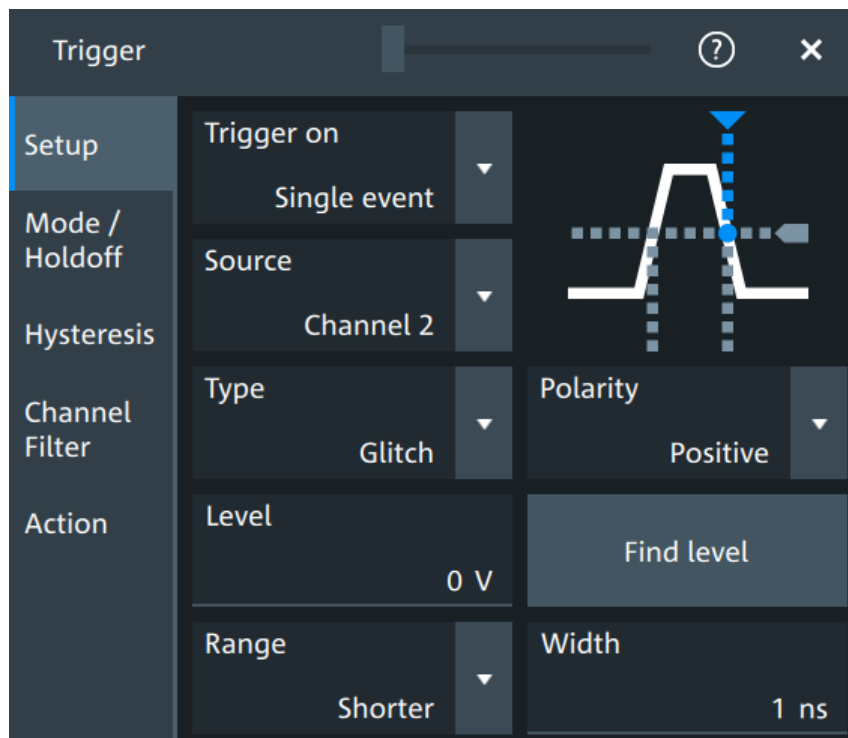 Trigger
?
Setup
Mode /
Holdoff
Hysteresis
Channel
Filter
Action
Trigger on
Single event
Source
Channel 2
Type
Glitch
Polarity
Positive
Level
0 V
Find level
Range
Shorter
Width
1 ns